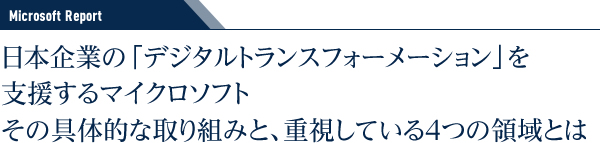 Microsoft Report
日本企業の「デジタルトランスフォーメーション」を
支援するマイクロソフト
その具体的な取り組みと、重視している4つの領域とは